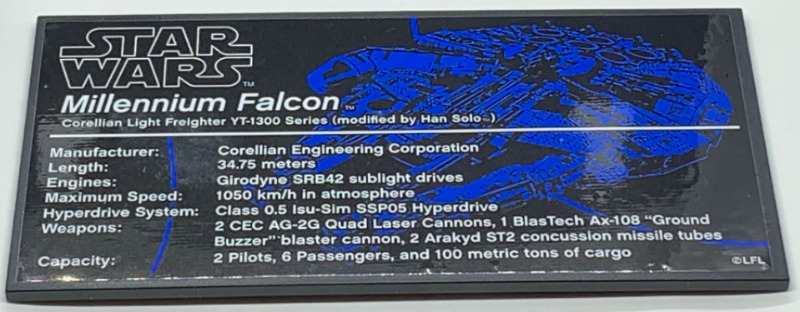 STAR
WARS™
Millennium Falcon™
Corellian Light Freighter YT-1300 Series (modified by Han Solo™)
Manufacturer: Corellian Engineering Corporation
Length: 34.75 meters
Engines: Girodyne SRB42 sublight drives
Maximum Speed: 1050 km/h in atmosphere
Hyperdrive System: Class 0.5 Isu-Sim SSP05 Hyperdrive
Weapons: 2 CEC AG-2G Quad Laser Cannons, 1 BlasTech Ax-108 “Ground
Buzzer” blaster cannon, 2 Arakyd ST2 concussion missile tubes
Capacity: 2 Pilots, 6 Passengers, and 100 metric tons of cargo
©LFL